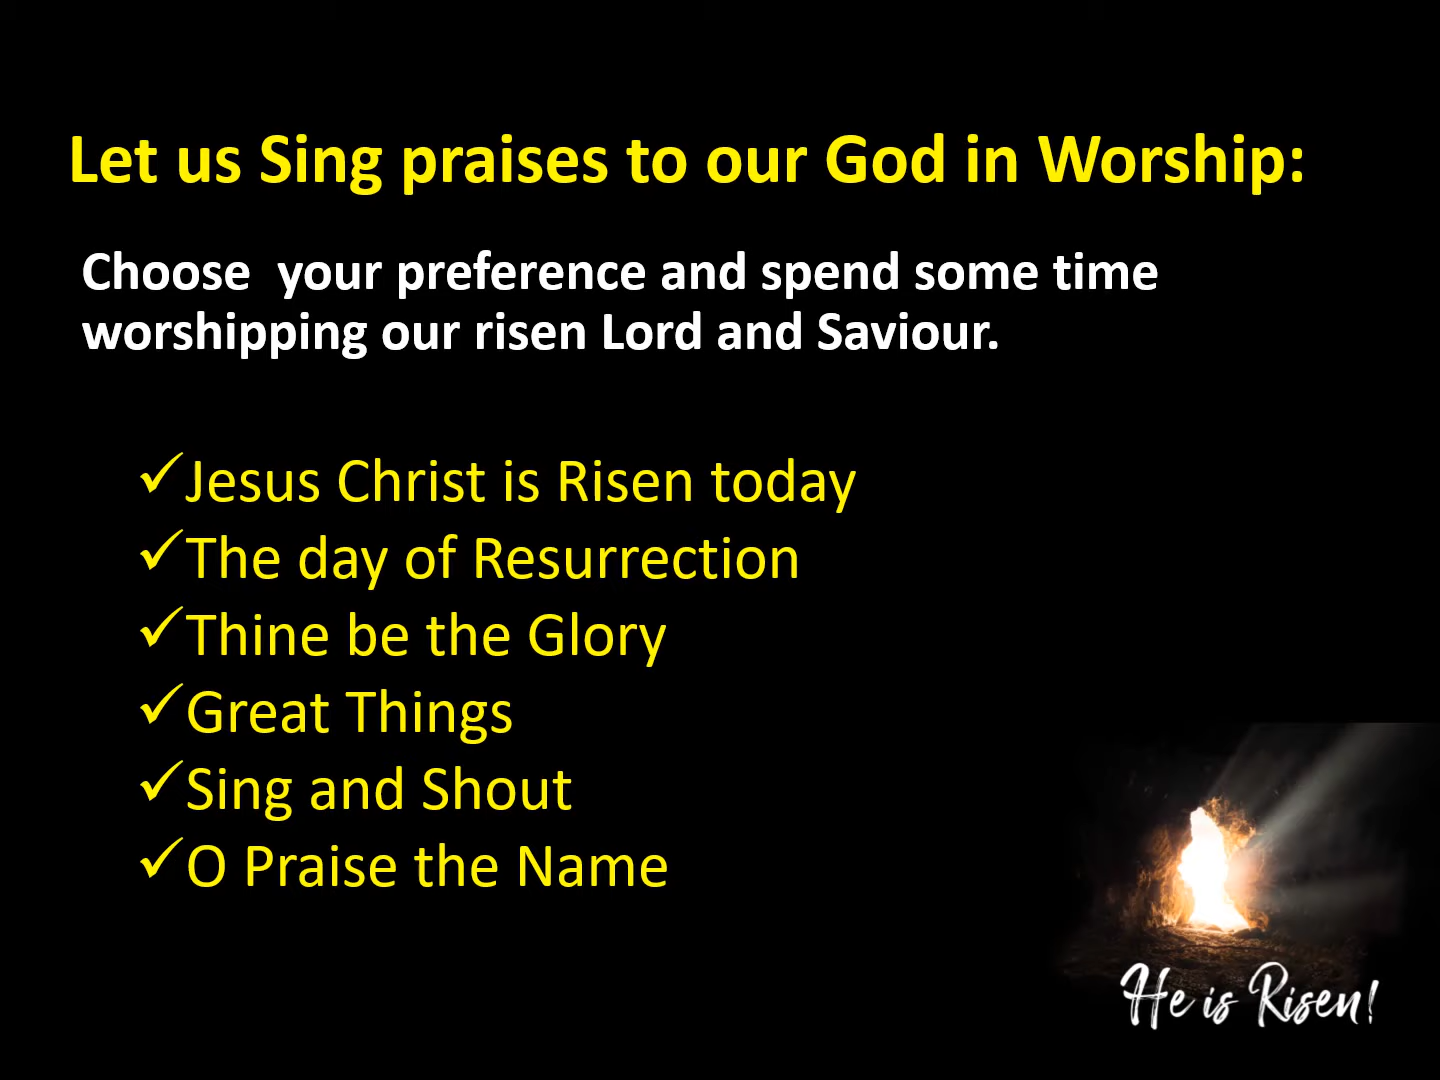 Let us Sing praises to our God in Worship:
Choose  your preference and spend some time
worshipping our risen Lord and Saviour.
✓Jesus Christ is Risen today
✓The day of Resurrection
✓Thine be the Glory
✓Great Things
✓Sing and Shout
✓O Praise the Name
He is Risen!